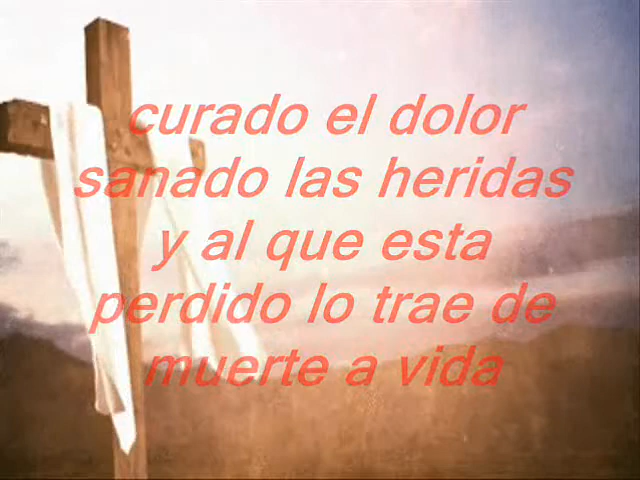 curado el dolor
sanado las heridas
y al que esta
perdido lo trae de
muerte a vida